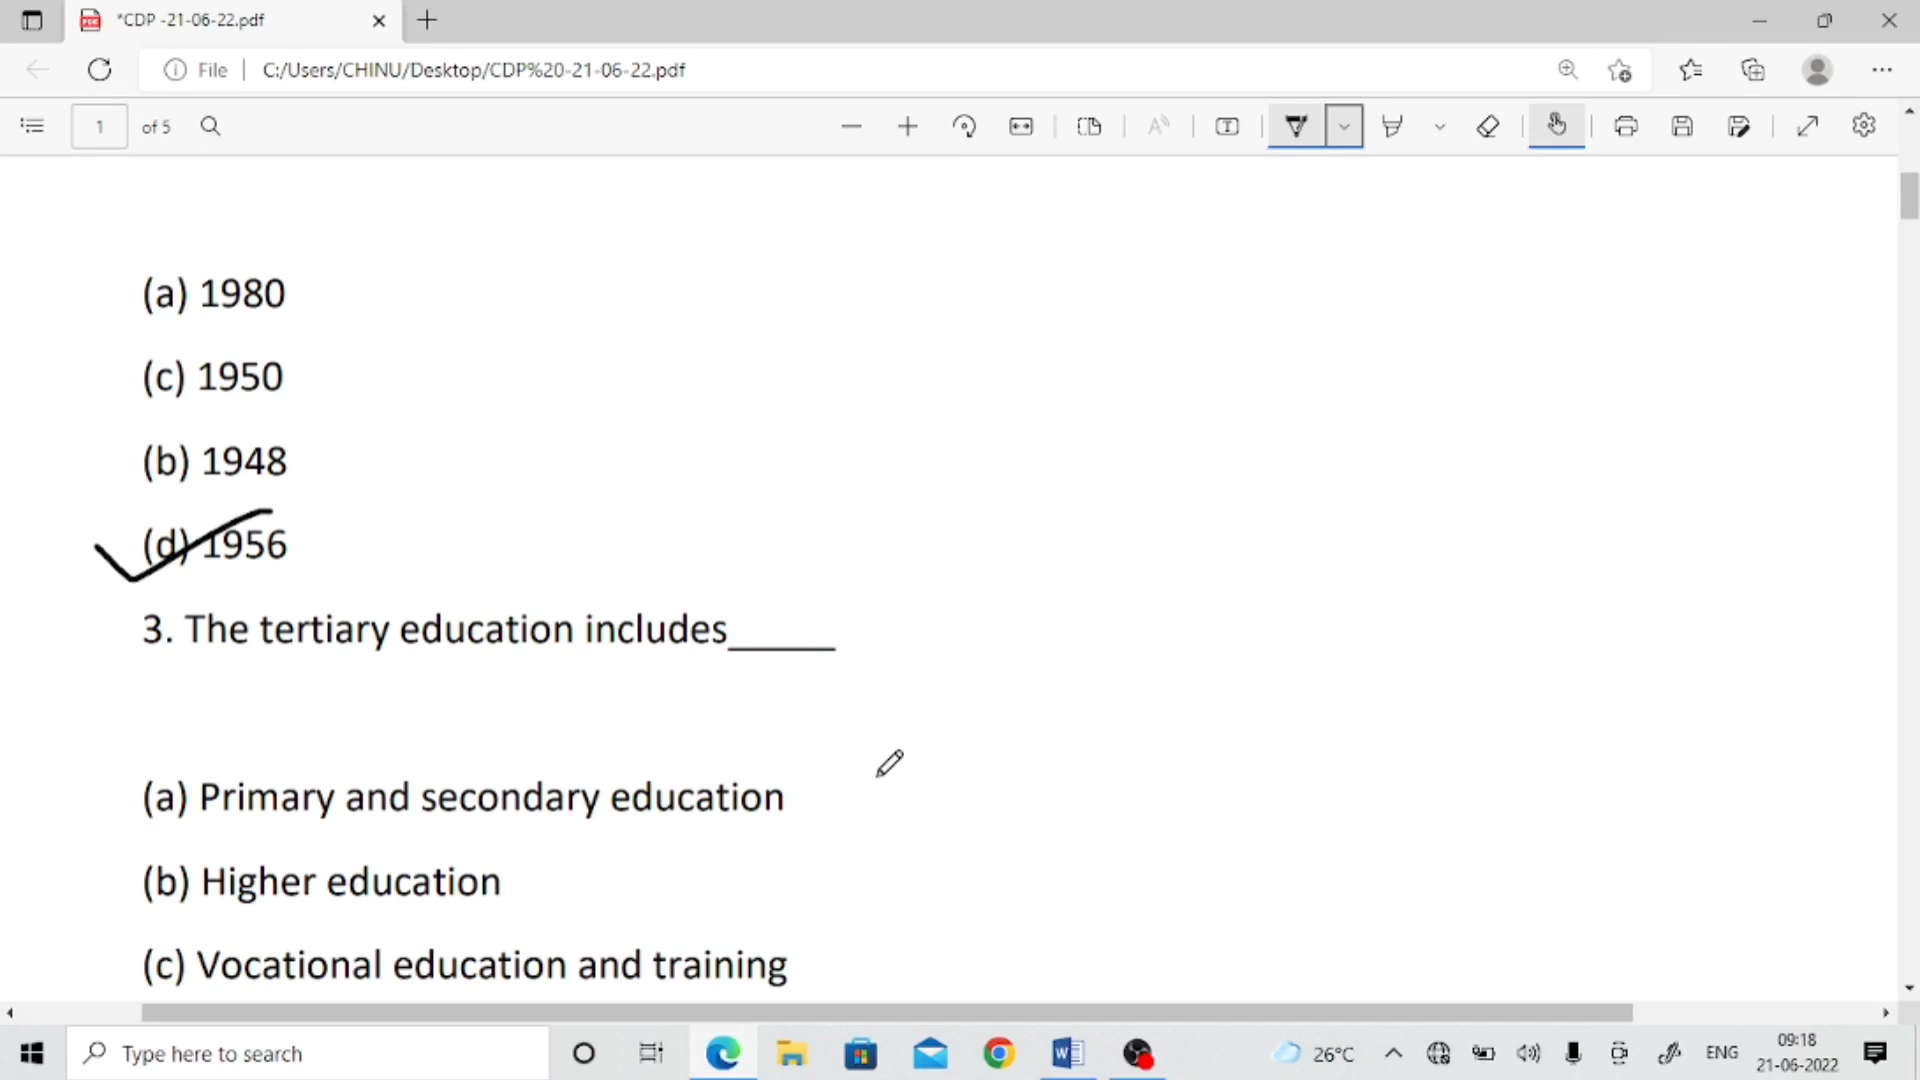 *CDP -21-06-22.pdf
File
C:/Users/CHINU/Desktop/CDP%20-21-06-22.pdf
1 of 5
(a) 1980
(c) 1950
(b) 1948
(d) 1956
3. The tertiary education includes______
(a) Primary and secondary education
(b) Higher education
(c) Vocational education and training
Type here to search
26°C
ENG
09:18
21-06-2022